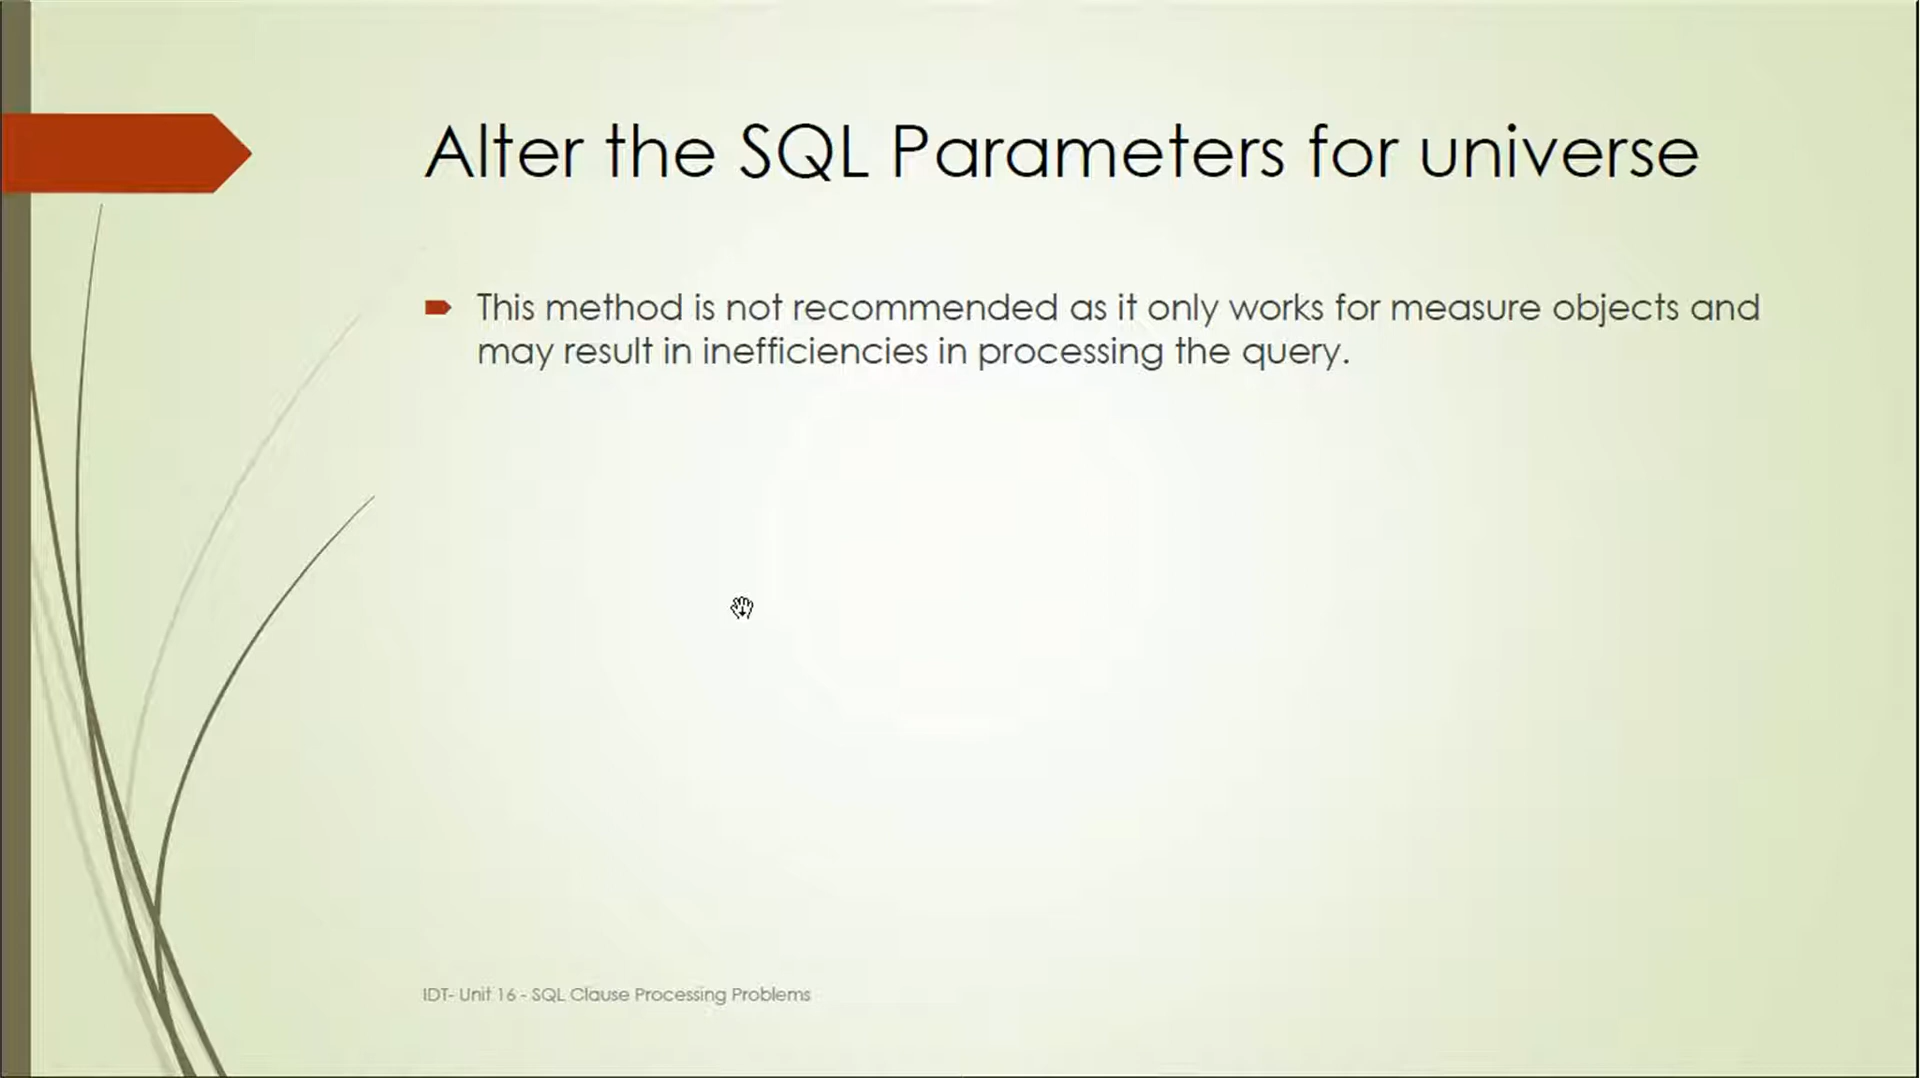 Alter the SQL Parameters for universe
This method is not recommended as it only works for measure objects and
may result in inefficiencies in processing the query.
IDT- Unit 16 - SQL Clause Processing Problems